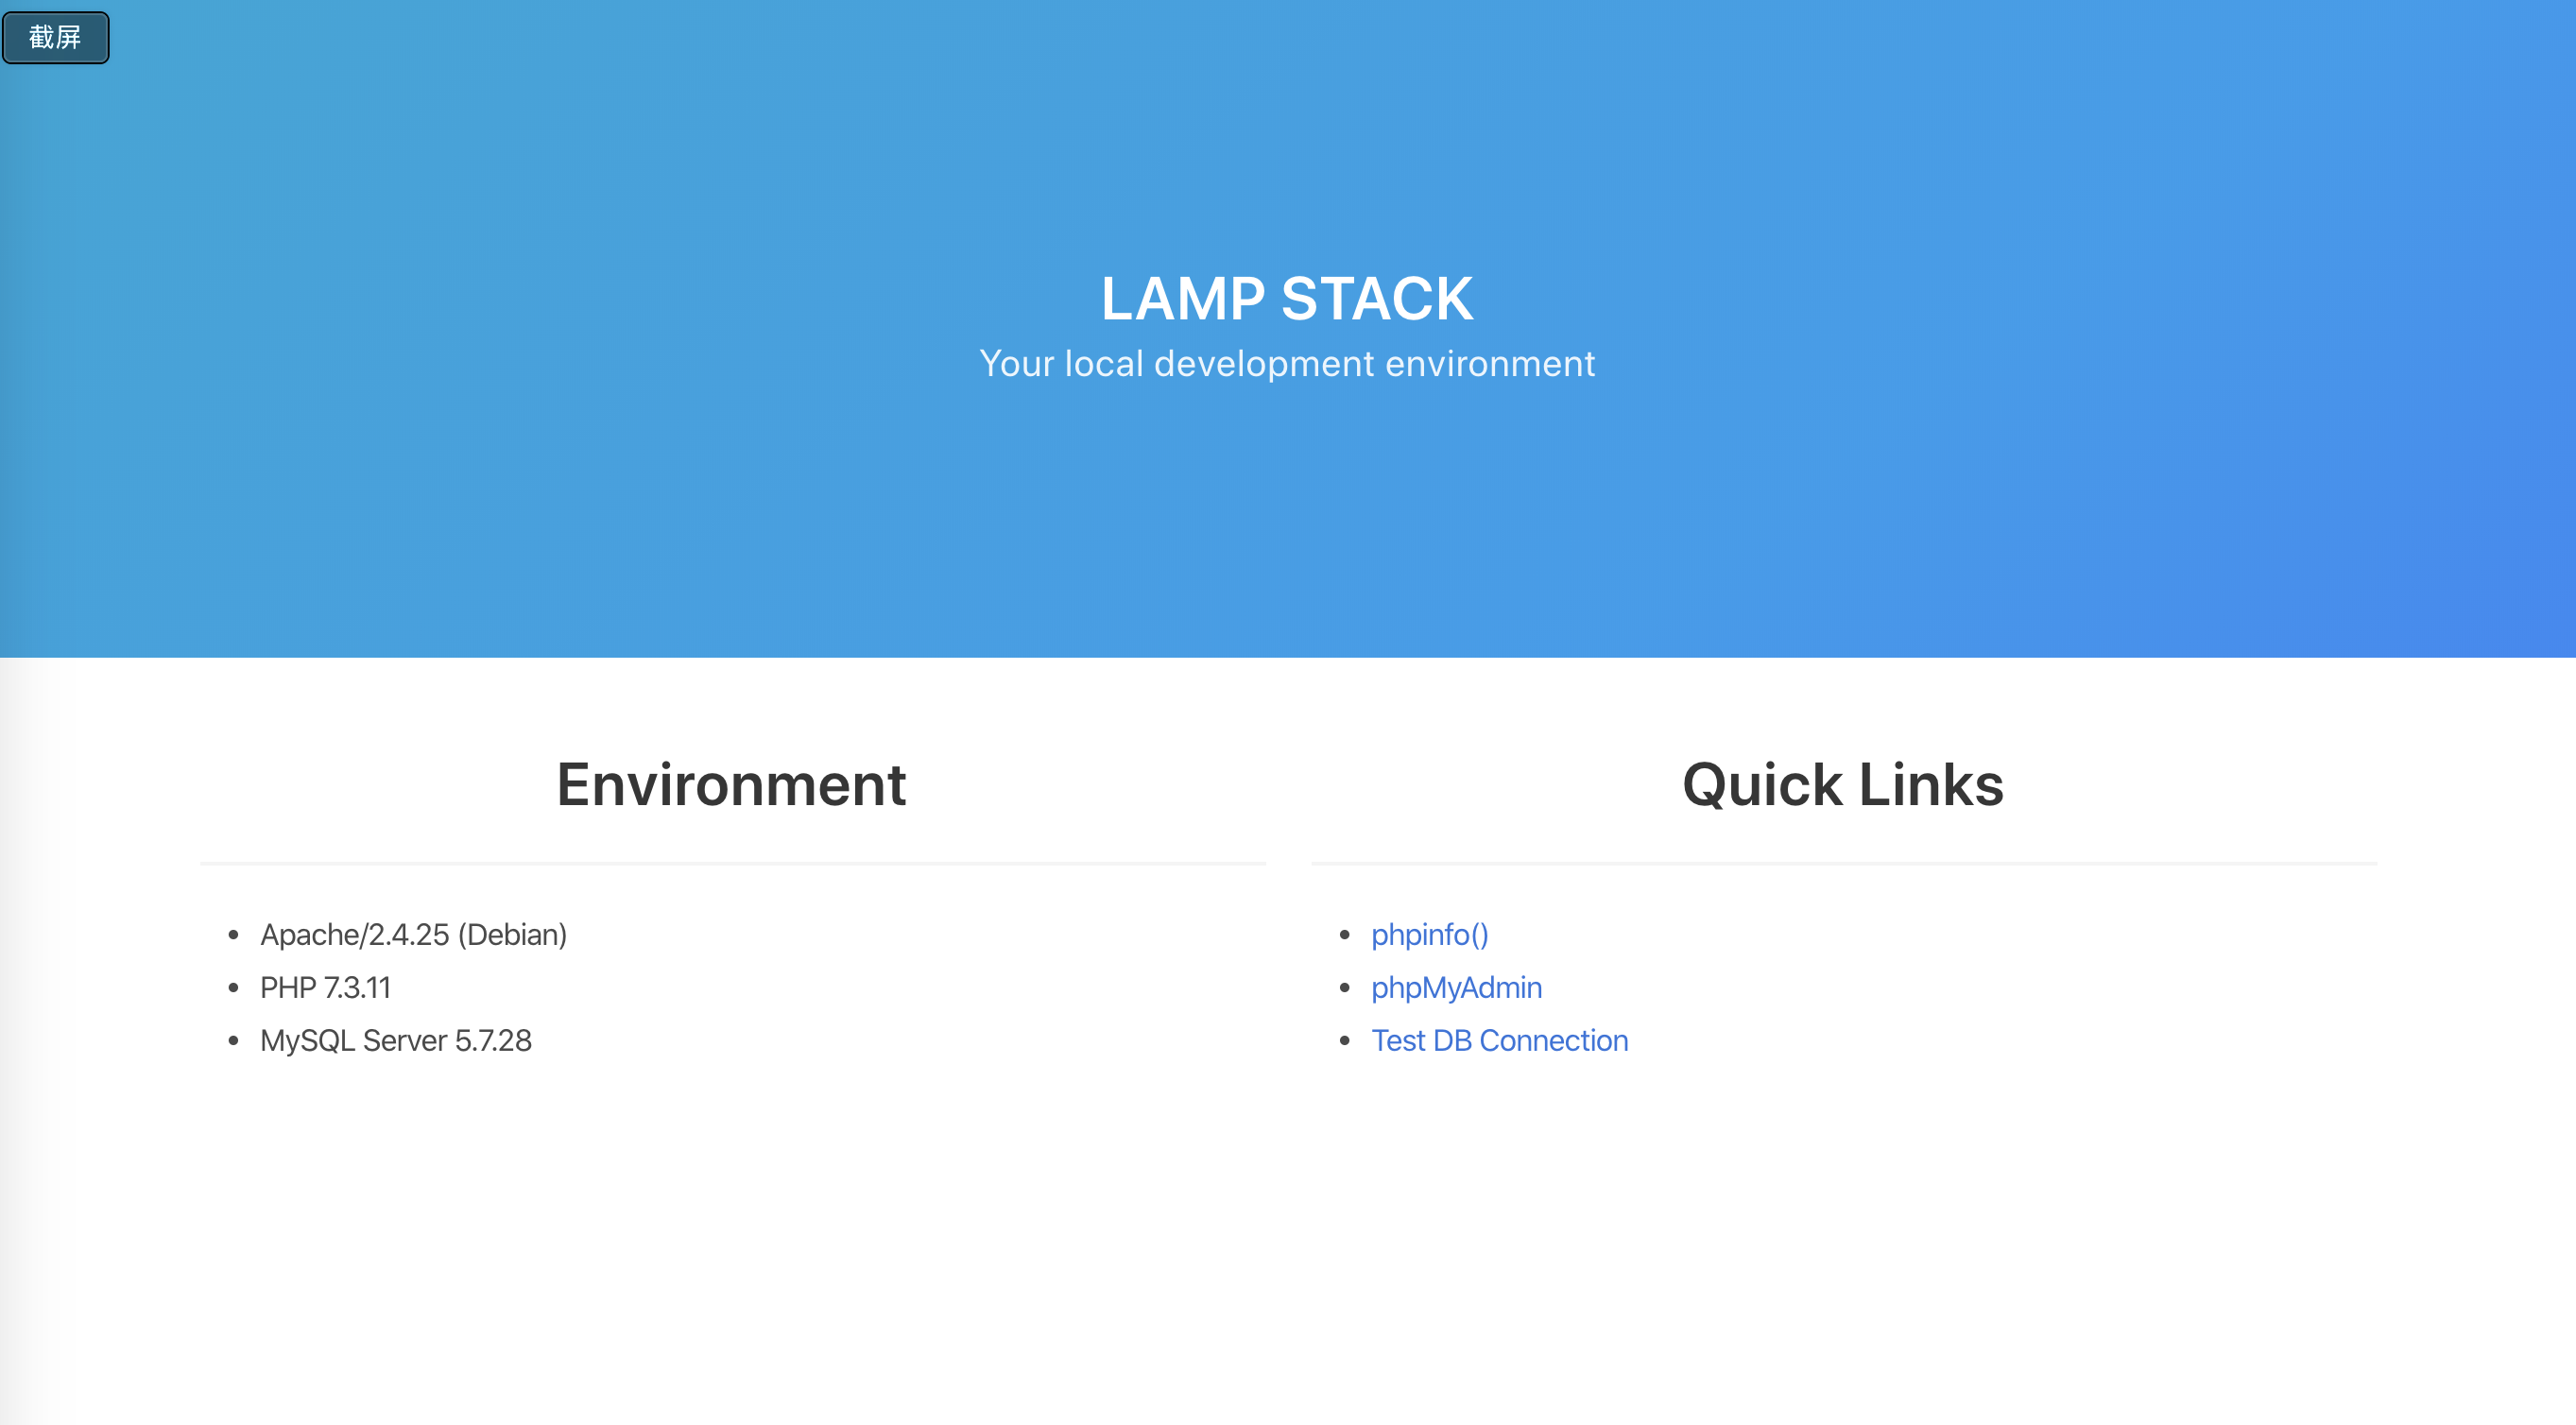 截屏
LAMP STACK
Your local development environment
Environment
Apache/2.4.25 (Debian)
PHP 7.3.11
MySQL Server 5.7.28
Quick Links
phpinfo()
phpMyAdmin
Test DB Connection